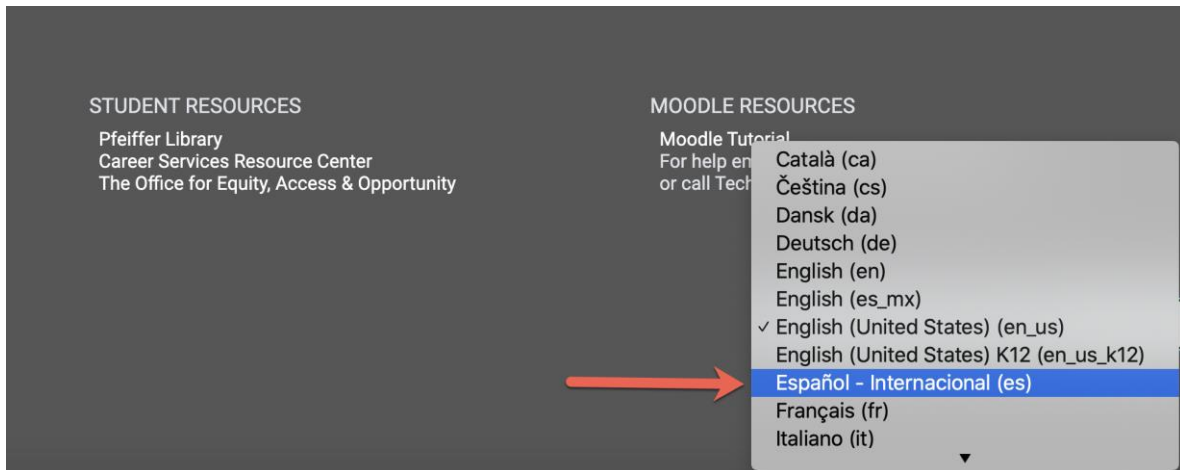 STUDENT RESOURCES
Pfeiffer Library
Career Services Resource Center
The Office for Equity, Access & Opportunity
MOODLE RESOURCES
Moodle Tutorial
For help em
or call Tech
Català (ca)
Čeština (cs)
Dansk (da)
Deutsch (de)
English (en)
English (es_mx)
✓ English (United States) (en_us)
English (United States) K12 (en_us_k12)
Español - Internacional (es)
Français (fr)
Italiano (it)